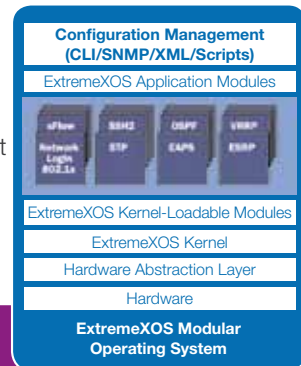 Configuration Management
(CLI/SNMP/XML/Scripts)
ExtremeXOS Application Modules
sFlow SSH2 OSPF VRRP
Network Login 802.1x STP EAPS ESRP
t
ExtremeXOS Kernel-Loadable Modules
ExtremeXOS Kernel
Hardware Abstraction Layer
Hardware
ExtremeXOS Modular
Operating System